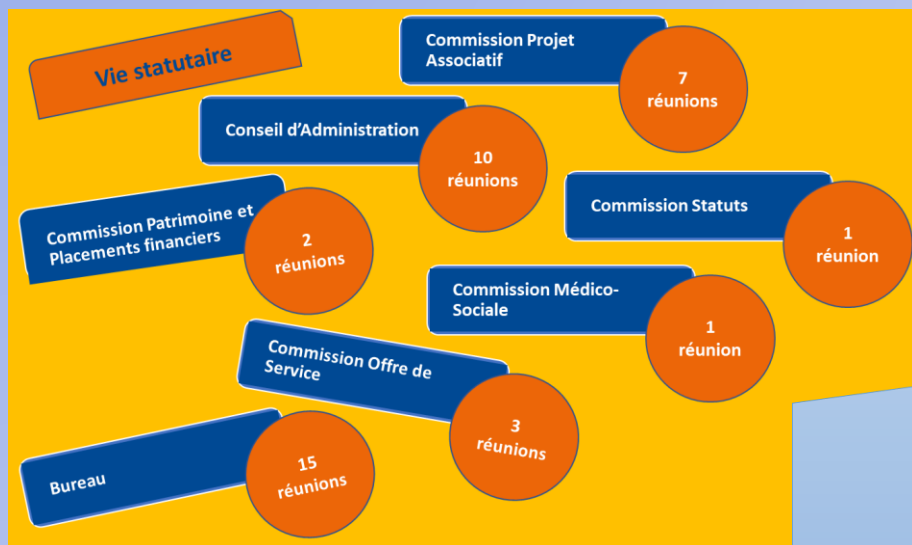 Vie statutaire
Commission Projet
Associatif
7
réunions
Conseil d'Administration
10
réunions
Commission Patrimoine et
Placements financiers
2
réunions
Commission Statuts
1
réunion
Commission Médico-
Sociale
1
réunion
Commission Offre de
Service
3
réunions
Bureau
15
réunions